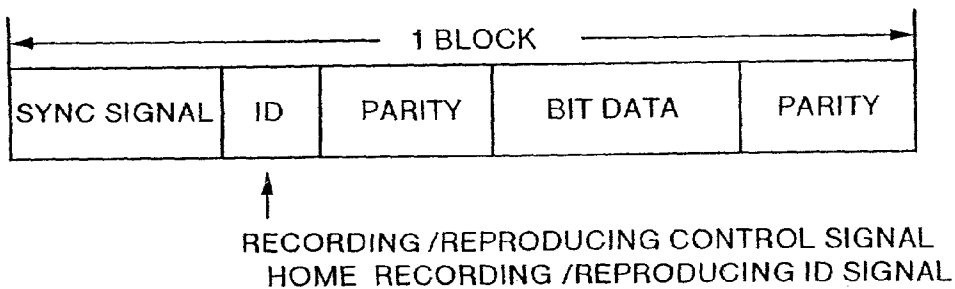 1 BLOCK
SYNC SIGNAL ID PARITY BIT DATA PARITY
RECORDING /REPRODUCING CONTROL SIGNAL
HOME RECORDING /REPRODUCING ID SIGNAL